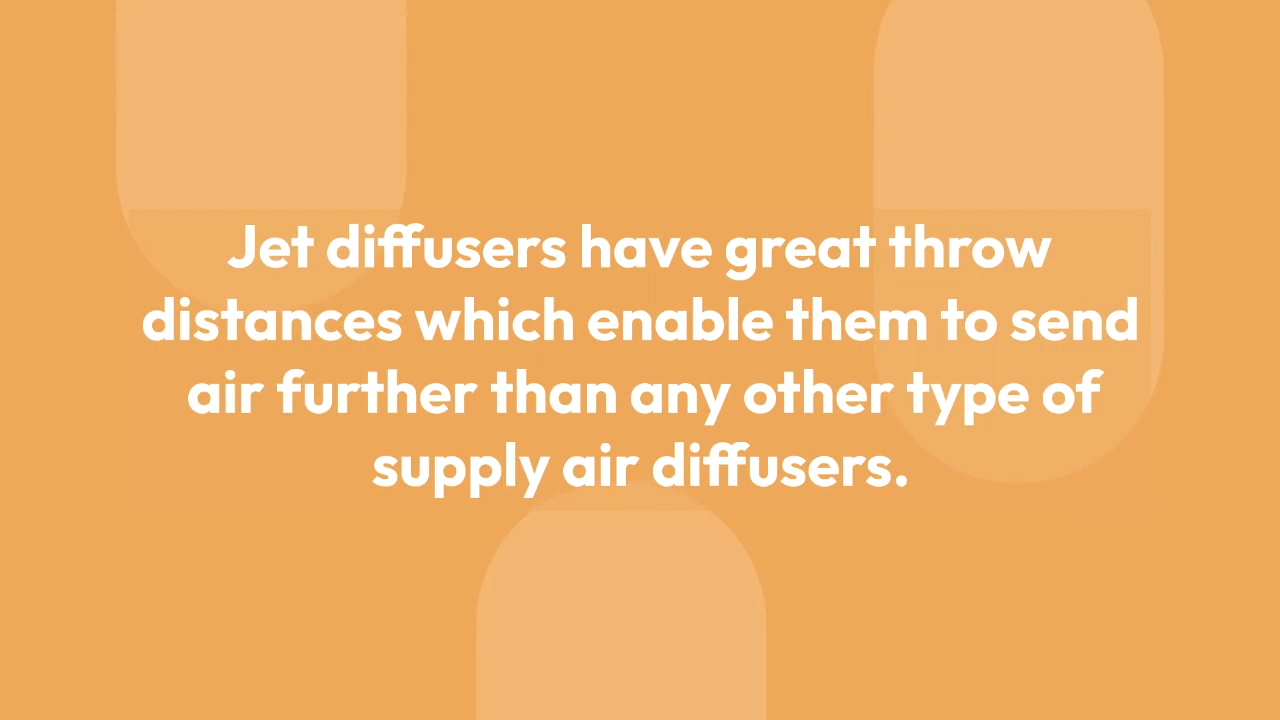 Jet diffusers have great throw
distances which enable them to send
air further than any other type of
supply air diffusers.